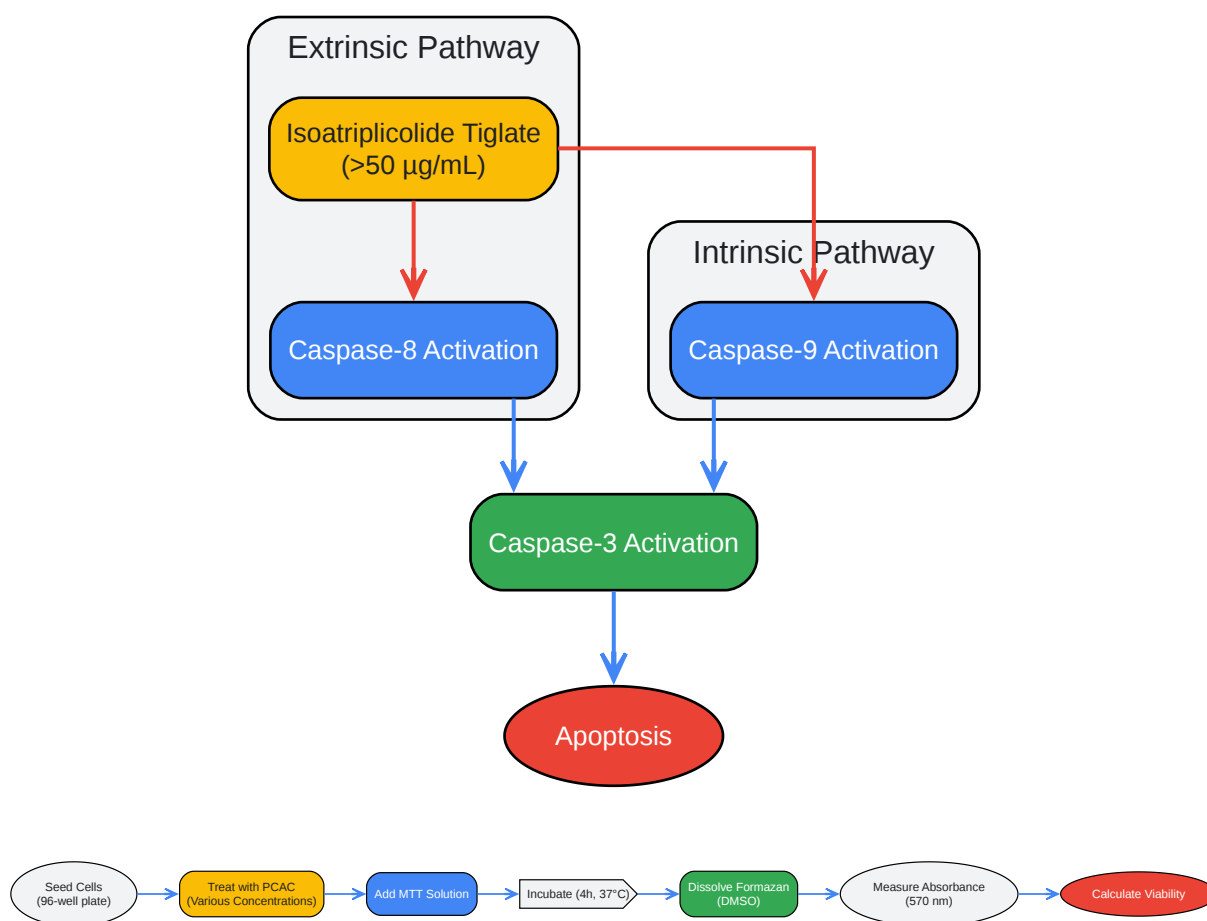 Extrinsic Pathway
Isoatriplicolide Tiglate
(>50 µg/mL)
Intrinsic Pathway
Caspase-8 Activation
Caspase-9 Activation
Caspase-3 Activation
Apoptosis
Seed Cells
(96-well plate)
Treat with PCAC
(Various Concentrations)
Add MTT Solution
Incubate (4h, 37°C)
Dissolve Formazan
(DMSO)
Measure Absorbance
(570 nm)
Calculate Viability